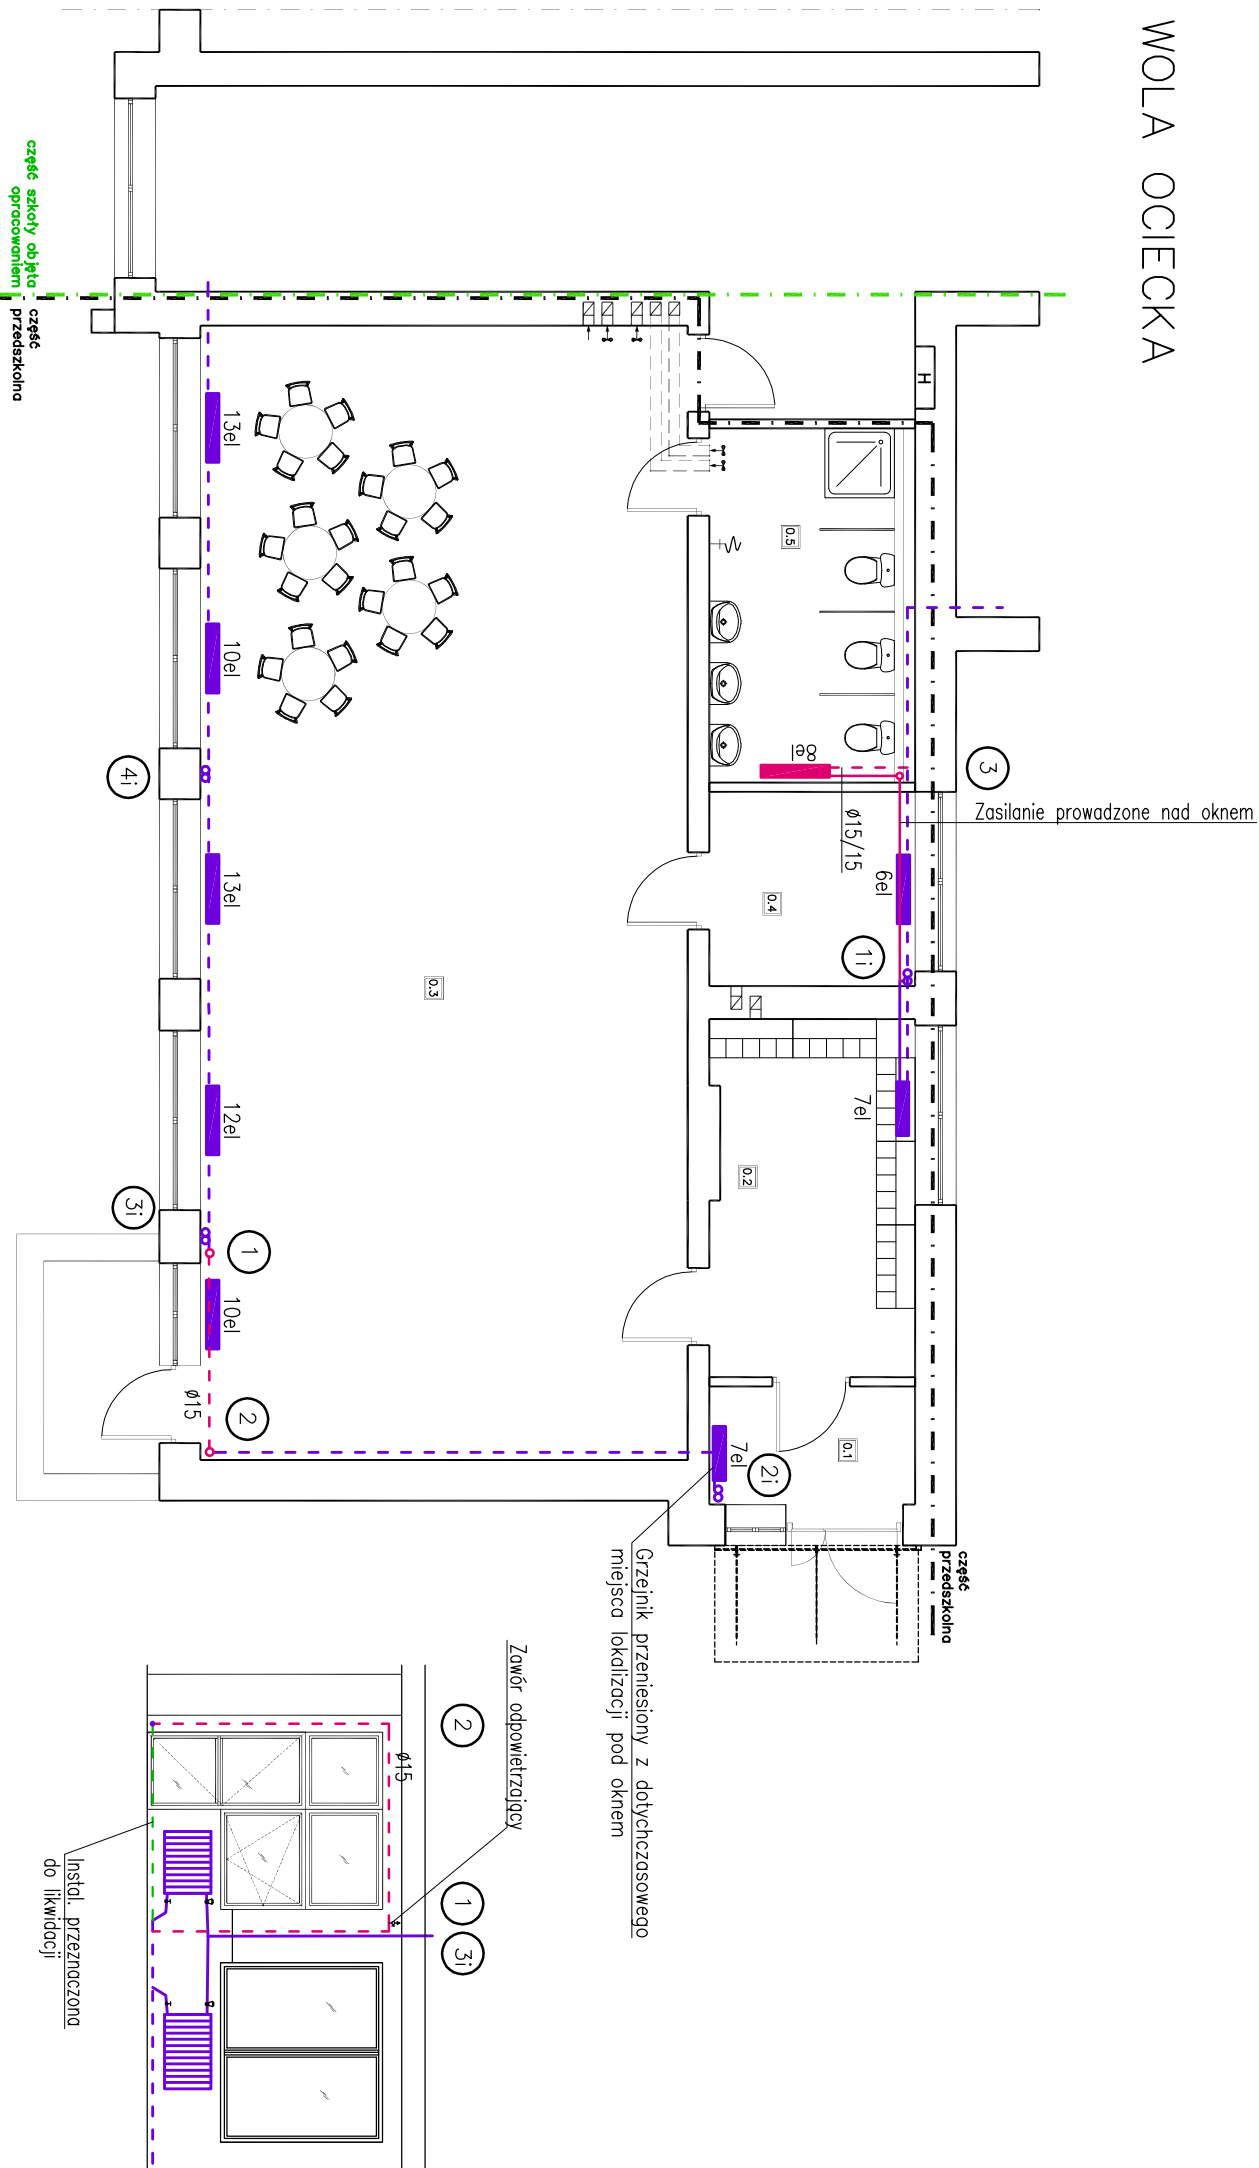 WOLA OCIECKA
część szkoły objęta
opracowaniem
część
przedszkolna
H
13el
10el
13el
12el
10el
0.5
8el
Ø15/15
3
Zasilanie prowadzone nad oknem
6el
0.4
1i
4i
0.3
7el
0.2
3i
1
Ø15
2
7el
2i
0.1
część
przedszkolna
Grzejnik przeniesiony z dotychczasowego
miejsca lokalizacji pod oknem
Zawór odpowietrzający
2
Ø15
1
3i
Instal. przeznaczona
do likwidacji